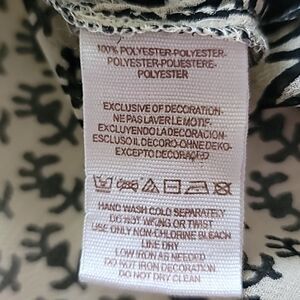 100% POLYESTER-POLYESTER-
POLYESTER-POLIESTERE-
POLYESTER
EXCLUSIVE OF DECORATION-
NE PAS LAVER LE MOTIF-
EXCLUYENDO LA DECORACION-
ESCLUSO IL DECORO-OHNE DEKO-
EXCEPTO DECORAÇÃO
HAND WASH COLD SEPARATELY
DO NOT WRING OR TWIST
USE ONLY NON-CHLORINE BLEACH
LINE DRY
LOW IRON AS NEEDED
DO NOT IRON DECORATION
DO NOT DRY CLEAN